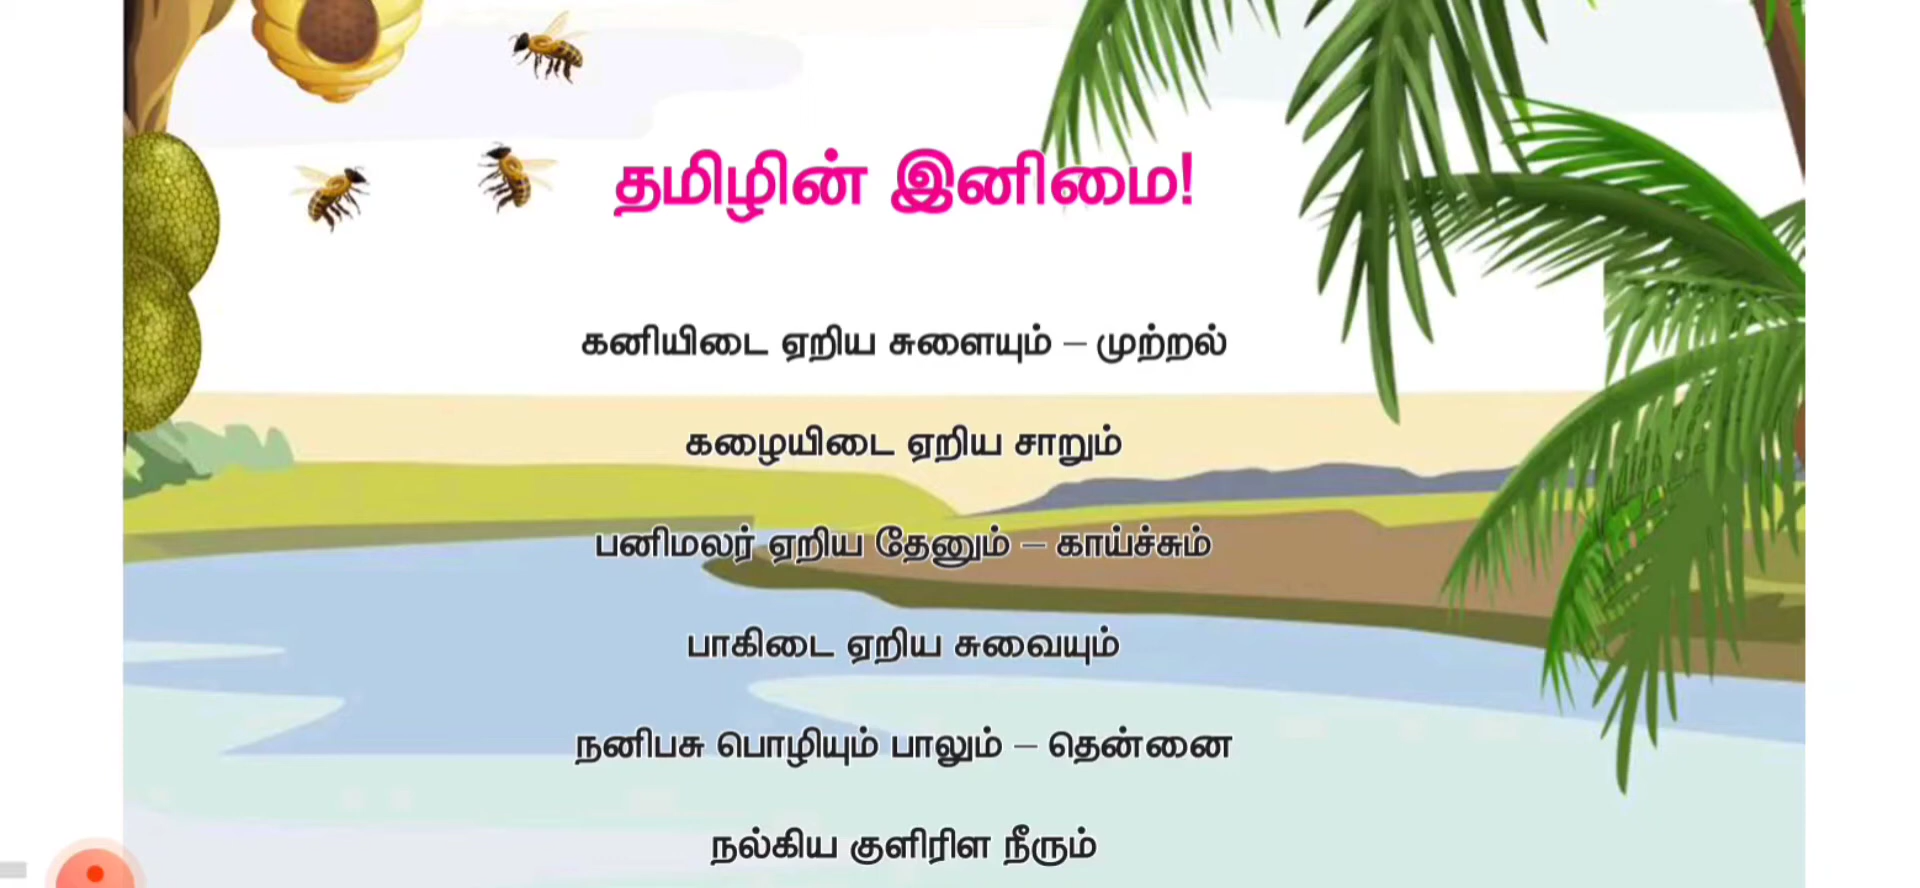 தமிழின் இனிமை!
கனியிடை ஏறிய சுளையும் – முற்றல்
கழையிடை ஏறிய சாறும்
பனிமலர் ஏறிய தேனும் – காய்ச்சும்
பாகிடை ஏறிய சுவையும்
நனிபசு பொழியும் பாலும் – தென்னை
நல்கிய குளிரிள நீரும்